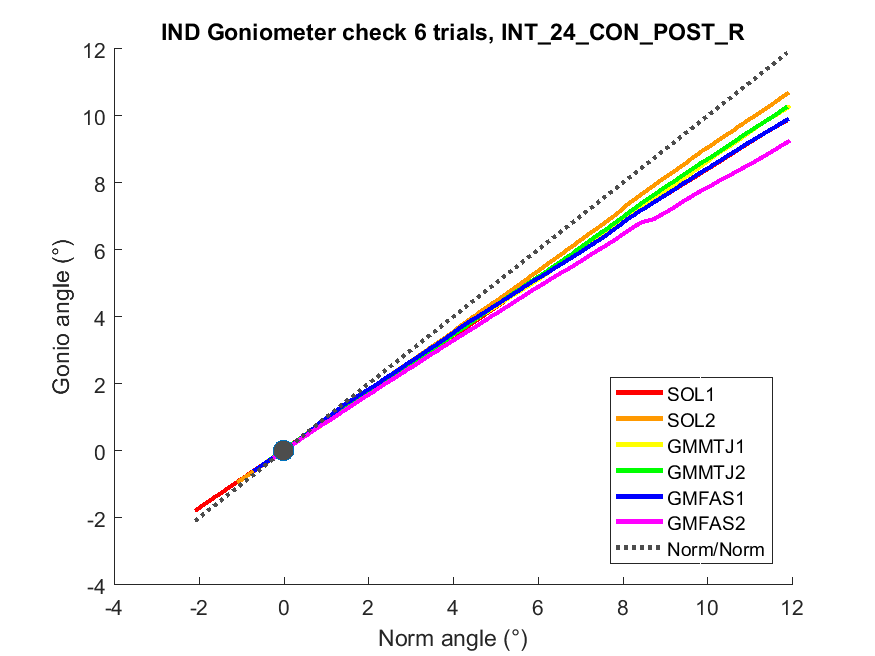 IND Goniometer check 6 trials, INT_24_CON_POST_R
12
10
8
6
4
2
0
-2
-4
Gonio angle (°)
SOL1
SOL2
GMMTJ1
GMMTJ2
GMFAS1
GMFAS2
Norm/Norm
-4 -2 0 2 4 6 8 10 12
Norm angle (°)